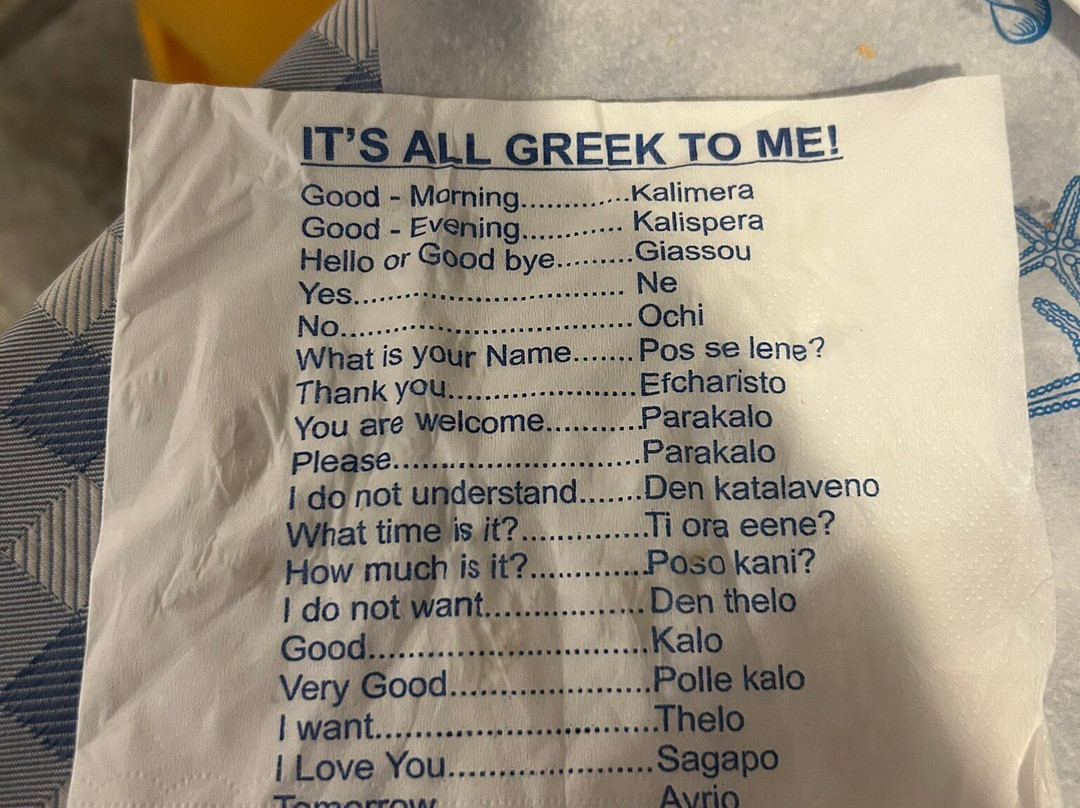 IT'S ALL GREEK TO ME!
Good - Morning............Kalimera
Good - Evening............ Kalispera
Hello or Good bye.........Giassou
Yes................................ Ne
No.................................. Ochi
What is your Name.......Pos se lene?
Thank you......................Efcharisto
You are welcome...........Parakalo
Please............................Parakalo
I do not understand.......Den katalaveno
What time is it?..............Ti ora eene?
How much is it?.............Poso kani?
I do not want..................Den thelo
Good................................Kalo
Very Good.......................Polle kalo
I want................................Thelo
I Love You.......................Sagapo
Tomorrow Avrio